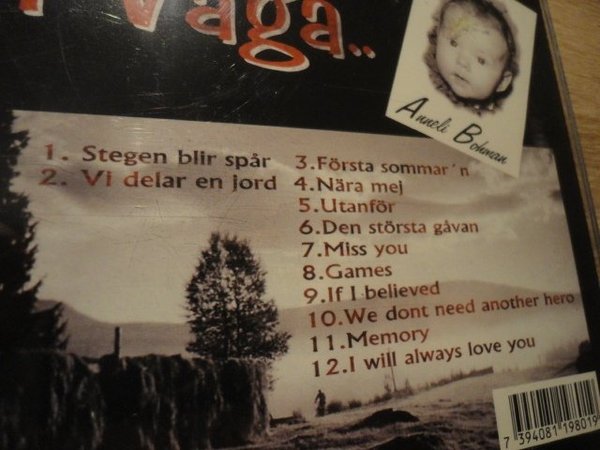 Våga..
Anneli Bohman
1. Stegen blir spår
2. Vi delar en jord
3.Första sommar´n
4.Nära mej
5.Utanför
6.Den största gåvan
7.Miss you
8.Games
9.If I believed
10.We dont need another hero
11.Memory
12.I will always love you
7 394081 198019